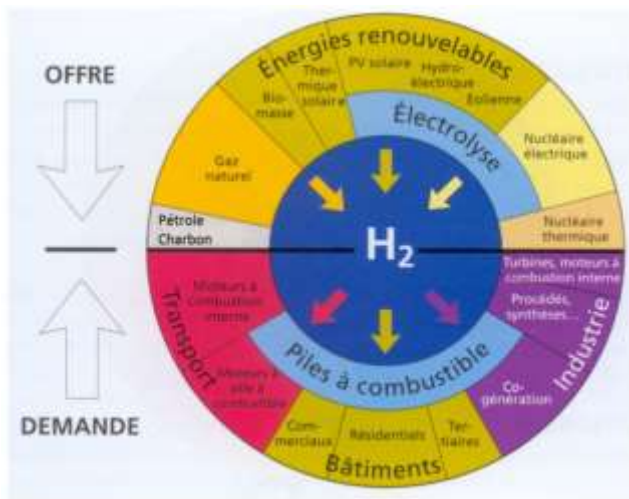 OFFRE
Énergies renouvelables
Bio-
masse
Ther-
mique
solaire
PV solaire
Hydro-
électrique
Éolienne
Électrolyse
Nucléaire
électrique
Gaz
naturel
Pétrole
Charbon
Nucléaire
thermique
H2
Turbines, moteurs à
combustion interne
Procédés,
synthèses...
Industrie
Co-
génération
Transport
Moteurs à
combustion
interne
Moteurs à
pile à
combustible
Piles à combustible
Com-
merciaux
Résidentiels
Ter-
tiaires
Bâtiments
DEMANDE